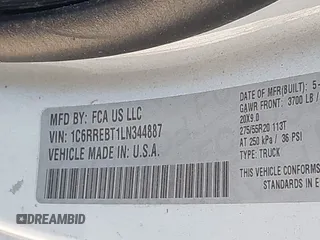 MFD BY: FCA US LLC
VIN: 1C6RREBT1LN344887
VEHICLE MADE IN: U.S.A.
DATE OF MFR(BUILT): 5-
GAWR FRONT: 3700 LB /
20X9.0
275/55R20 113T
AT 250 kPa / 36 PSI
TYPE: TRUCK
THIS VEHICLE CONFORMS
STANDARDS IN
DREAMBID